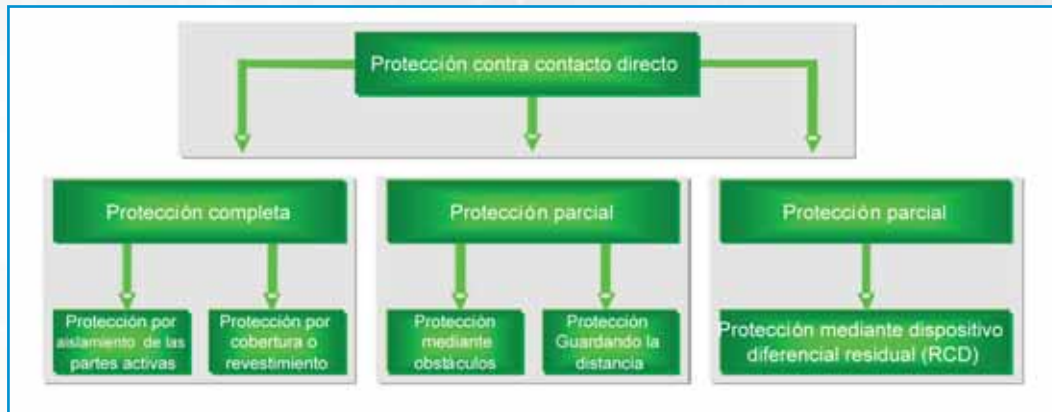 Protección contra contacto directo
Protección completa
Protección parcial
Protección parcial
Protección por
aislamiento de las
partes activas
Protección por
cobertura o
revestimiento
Protección
mediante
obstáculos
Protección
Guardando la
distancia
Protección mediante dispositivo
diferencial residual (RCD)